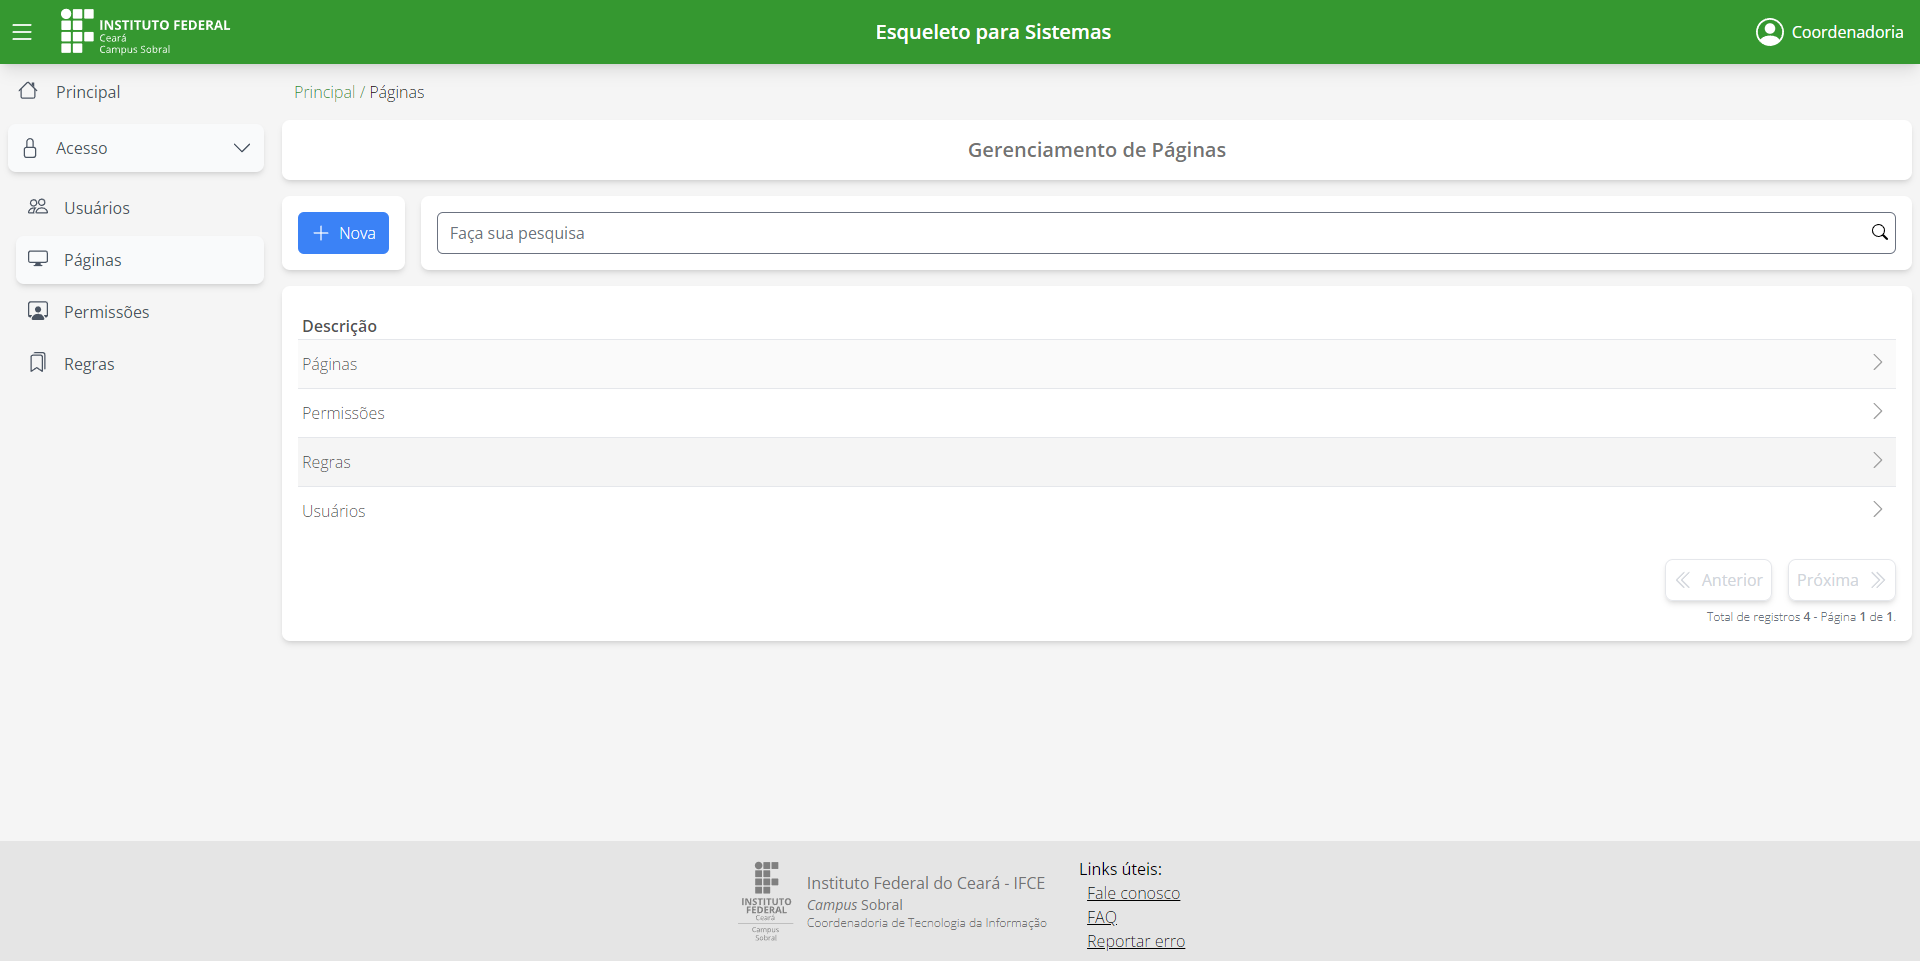 INSTITUTO FEDERAL
Ceará
Campus Sobral
Esqueleto para Sistemas
Coordenadoria
Principal
Acesso
Usuários
Páginas
Permissões
Regras
Principal / Páginas
Gerenciamento de Páginas
Nova
Faça sua pesquisa
Descrição
Páginas
Permissões
Regras
Usuários
Anterior
Próxima
Total de registros 4 - Página 1 de 1.
INSTITUTO
FEDERAL
Ceará
Campus
Sobral
Instituto Federal do Ceará - IFCE
Campus Sobral
Coordenadoria de Tecnologia da Informação
Links úteis:
Fale conosco
FAQ
Reportar erro